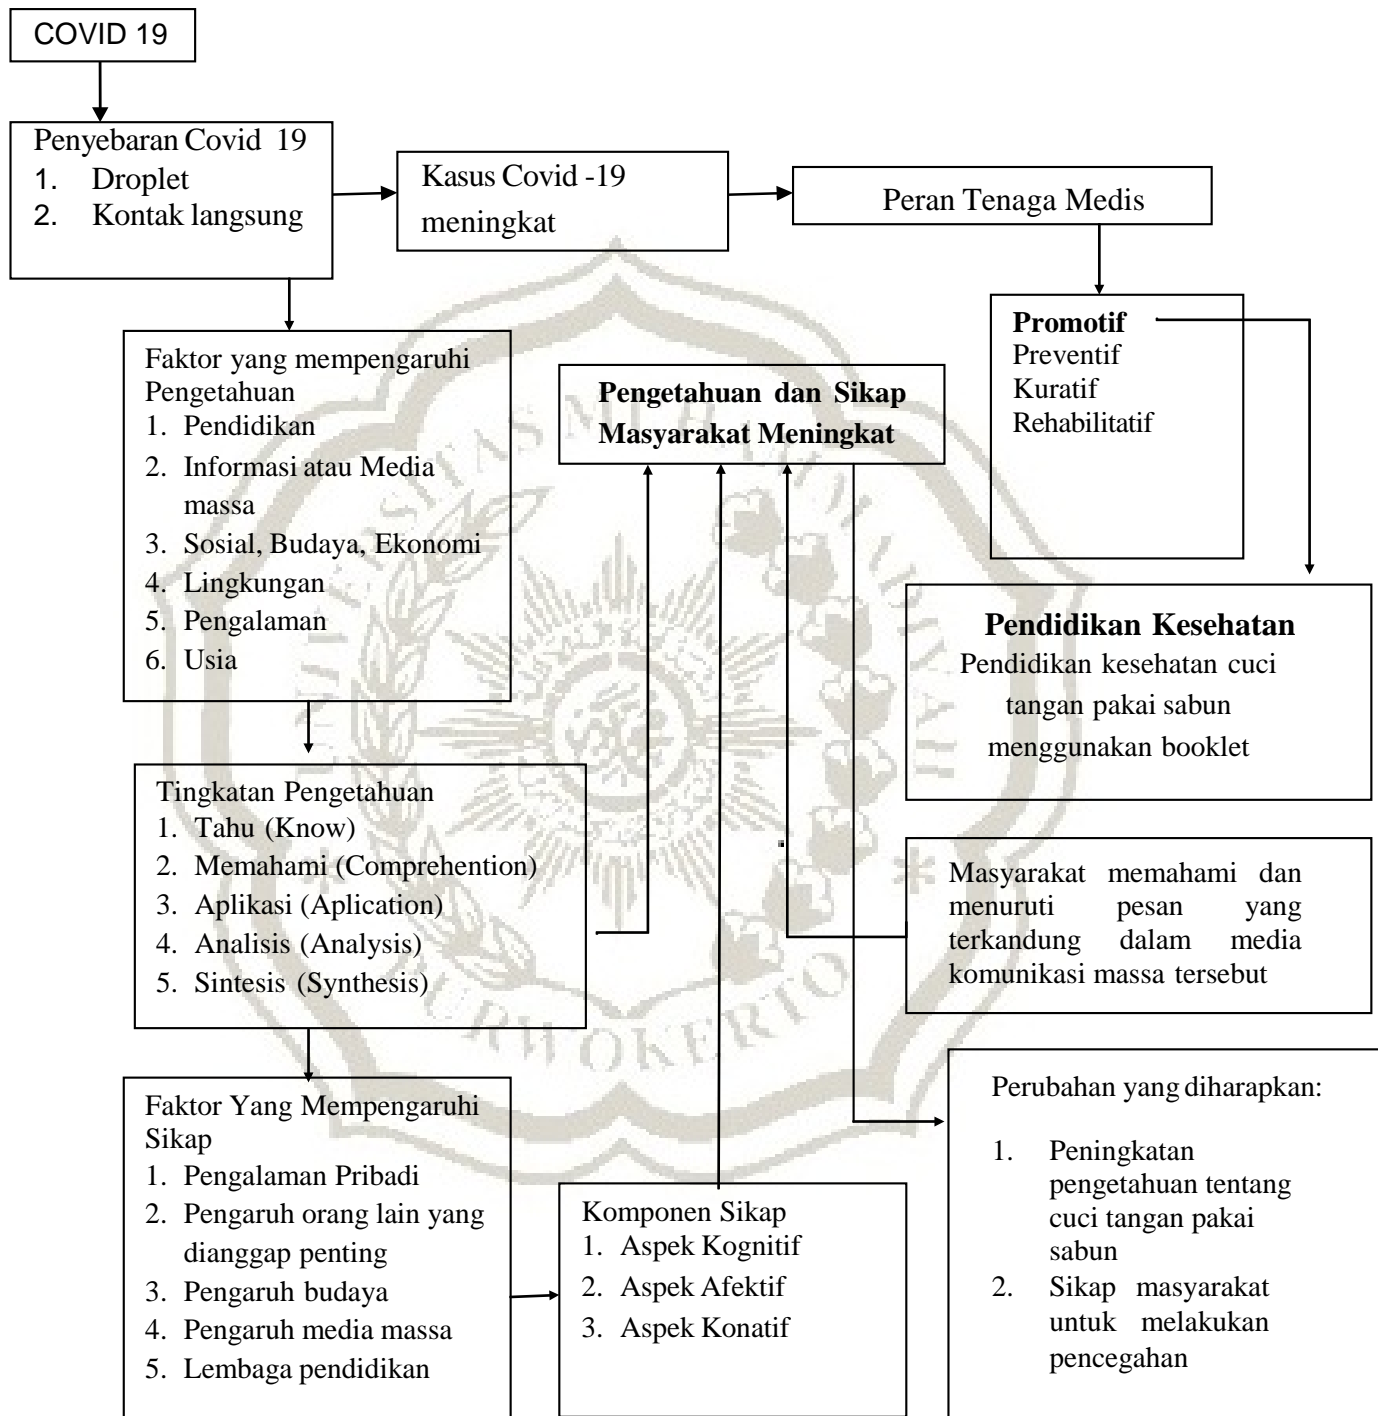 COVID 19
Penyebaran Covid 19
1. Droplet
2. Kontak langsung
Kasus Covid -19
meningkat
Peran Tenaga Medis
Promotif
Preventif
Kuratif
Rehabilitatif
Faktor yang mempengaruhi
Pengetahuan
1. Pendidikan
2. Informasi atau Media
massa
3. Sosial, Budaya, Ekonomi
4. Lingkungan
5. Pengalaman
6. Usia
Pengetahuan dan Sikap
Masyarakat Meningkat
Pendidikan Kesehatan
Pendidikan kesehatan cuci
tangan pakai sabun
menggunakan booklet
Tingkatan Pengetahuan
1. Tahu (Know)
2. Memahami (Comprehention)
3. Aplikasi (Aplication)
4. Analisis (Analysis)
5. Sintesis (Synthesis)
Masyarakat memahami dan
menuruti pesan yang
terkandung dalam media
komunikasi massa tersebut
Faktor Yang Mempengaruhi
Sikap
1. Pengalaman Pribadi
2. Pengaruh orang lain yang
dianggap penting
3. Pengaruh budaya
4. Pengaruh media massa
5. Lembaga pendidikan
Komponen Sikap
1. Aspek Kognitif
2. Aspek Afektif
3. Aspek Konatif
Perubahan yang diharapkan:
1. Peningkatan
pengetahuan tentang
cuci tangan pakai
sabun
2. Sikap masyarakat
untuk melakukan
pencegahan
UNIVERSITAS MUHAMMADIYAH
PURWOKERTO